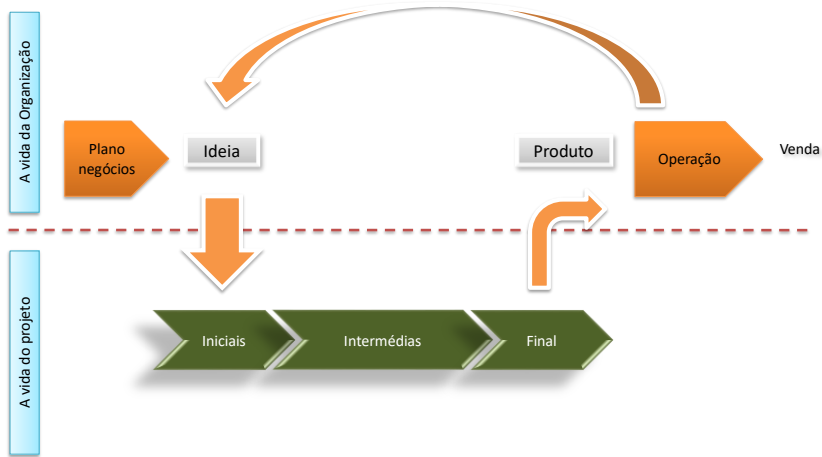 A vida da Organização
Plano
negócios
Ideia
Produto
Operação
Venda
A vida do projeto
Iniciais
Intermédias
Final